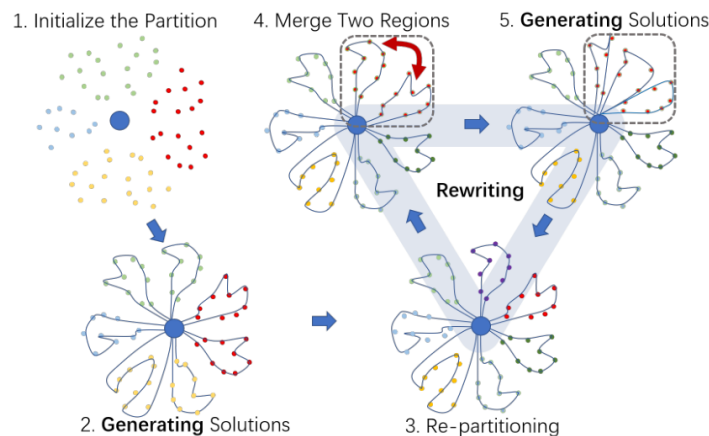 1. Initialize the Partition
4. Merge Two Regions
5. Generating Solutions
Rewriting
2. Generating Solutions
3. Re-partitioning